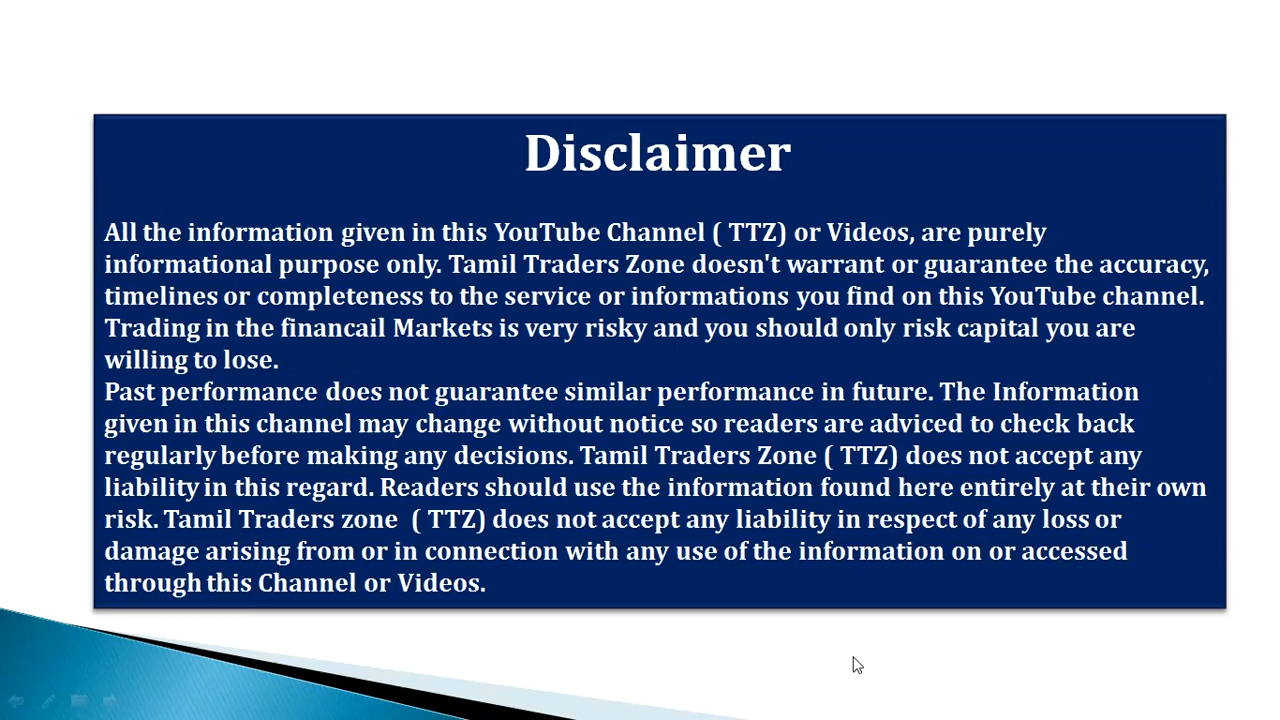 Disclaimer
All the information given in this YouTube Channel ( TTZ) or Videos, are purely
informational purpose only. Tamil Traders Zone doesn't warrant or guarantee the accuracy,
timelines or completeness to the service or informations you find on this YouTube channel.
Trading in the financail Markets is very risky and you should only risk capital you are
willing to lose.
Past performance does not guarantee similar performance in future. The Information
given in this channel may change without notice so readers are adviced to check back
regularly before making any decisions. Tamil Traders Zone ( TTZ) does not accept any
liability in this regard. Readers should use the information found here entirely at their own
risk. Tamil Traders zone  ( TTZ) does not accept any liability in respect of any loss or
damage arising from or in connection with any use of the information on or accessed
through this Channel or Videos.